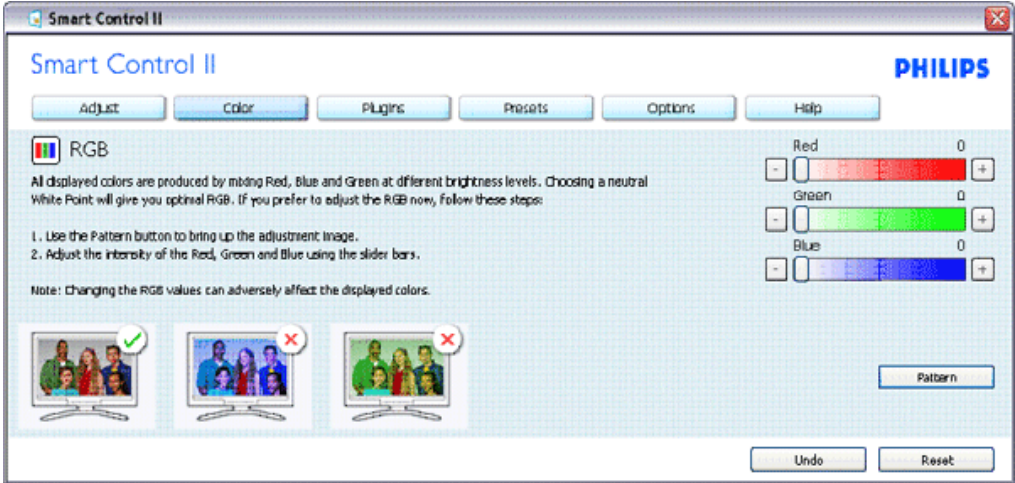 Smart Control II
Smart Control II
PHILIPS
Adjust Color Plugins Presets Options Help
RGB
All displayed colors are produced by mixing Red, Blue and Green at different brightness levels. Choosing a neutral
White Point will give you optimal RGB. If you prefer to adjust the RGB now, follow these steps:
1. Use the Pattern button to bring up the adjustment image.
2. Adjust the intensity of the Red, Green and Blue using the slider bars.
Note: Changing the RGB values can adversely affect the displayed colors.
Red 0
- +
Green 0
- +
Blue 0
- +
Pattern
Undo Reset